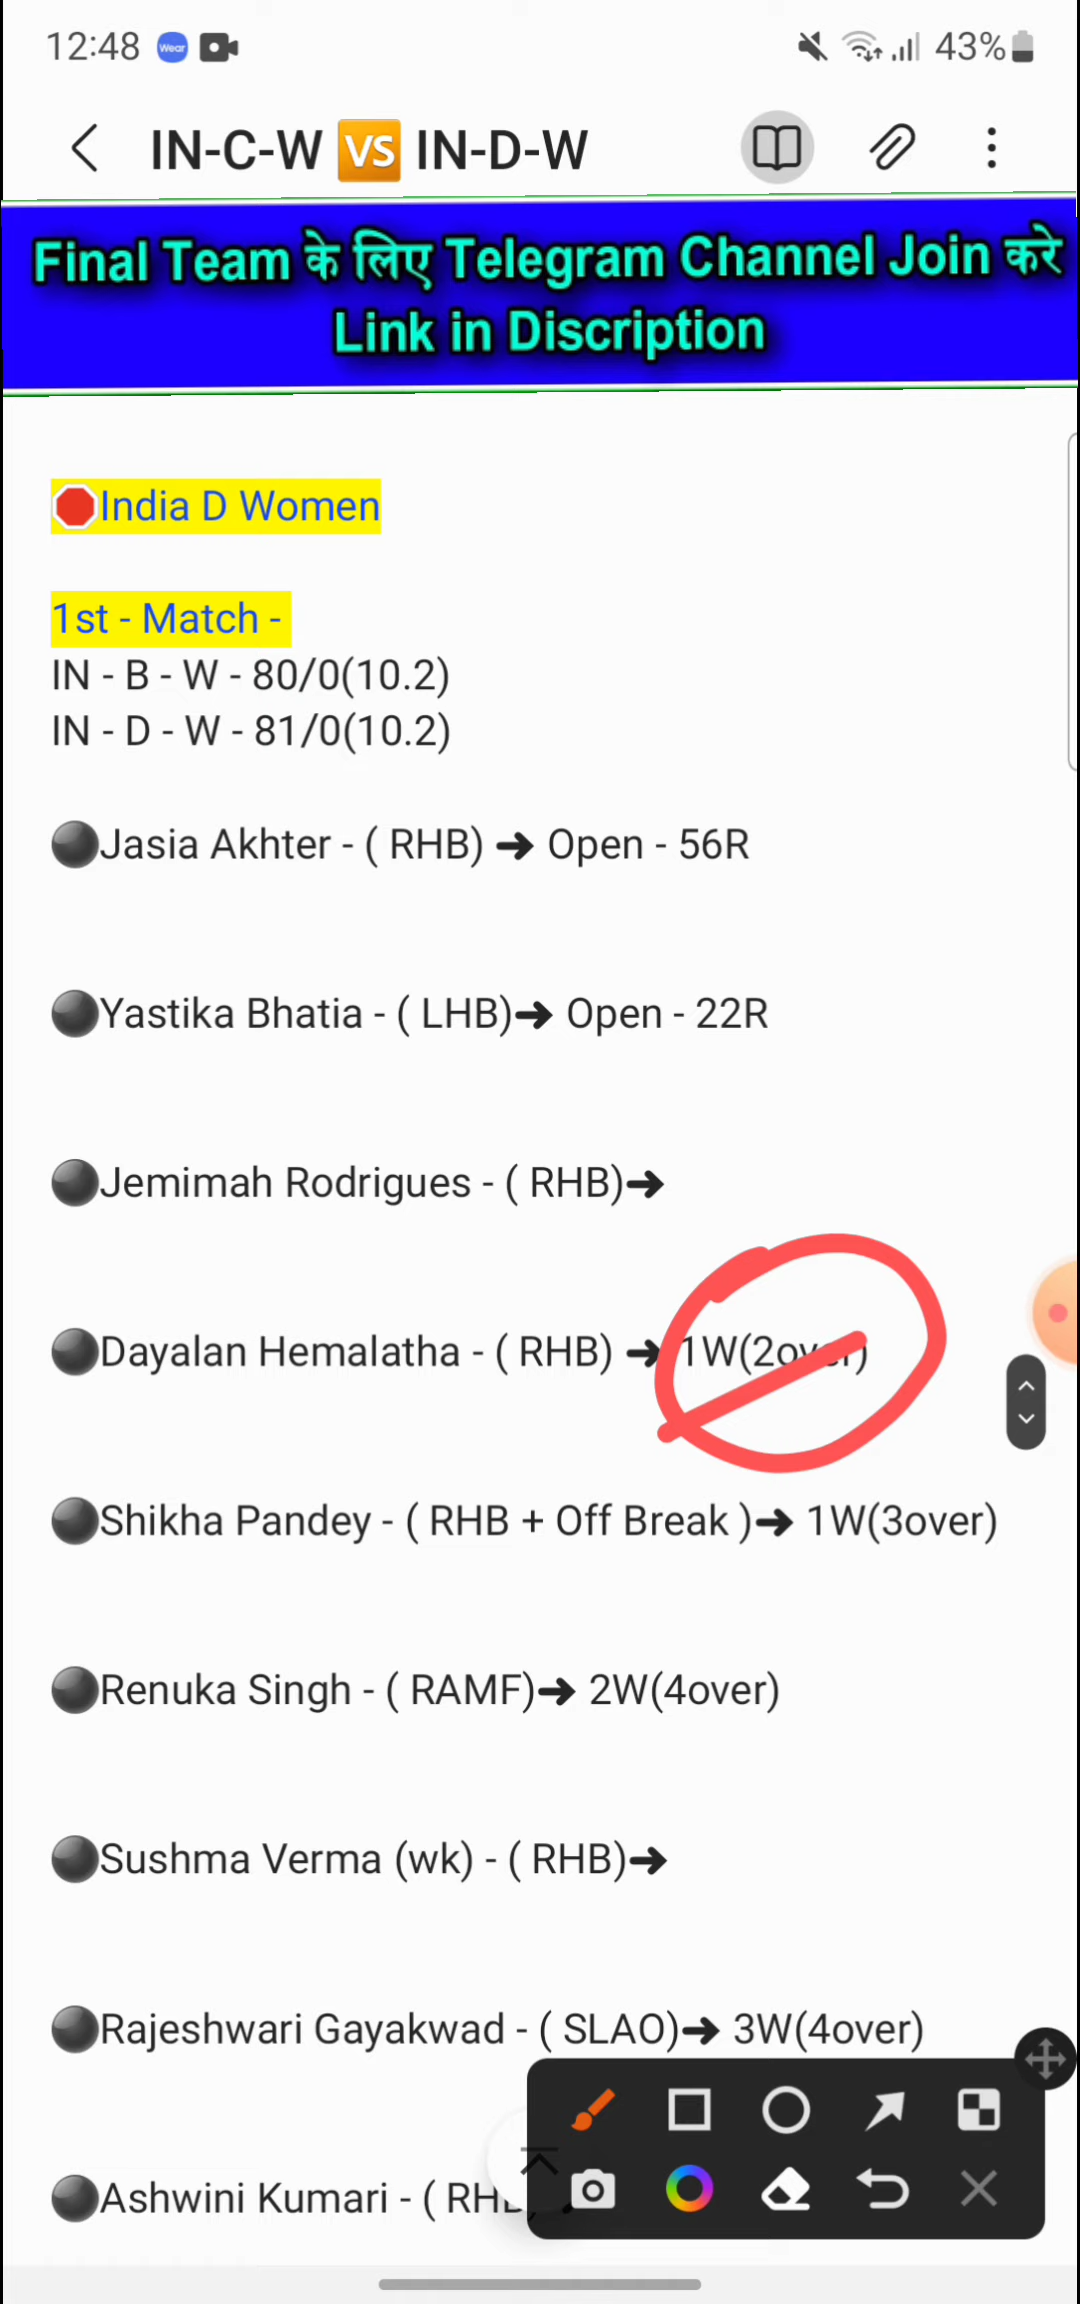 12:48 Wear 43%
IN-C-W VS IN-D-W
Final Team के लिए Telegram Channel Join करे
Link in Discription
India D Women
1st - Match -
IN - B - W - 80/0(10.2)
IN - D - W - 81/0(10.2)
Jasia Akhter - ( RHB) ➔ Open - 56R
Yastika Bhatia - ( LHB)➔ Open - 22R
Jemimah Rodrigues - ( RHB)➔
Dayalan Hemalatha - ( RHB) ➔ 1W(2over)
Shikha Pandey - ( RHB + Off Break )➔ 1W(3over)
Renuka Singh - ( RAMF)➔ 2W(4over)
Sushma Verma (wk) - ( RHB)➔
Rajeshwari Gayakwad - ( SLAO)➔ 3W(4over)
Ashwini Kumari - (